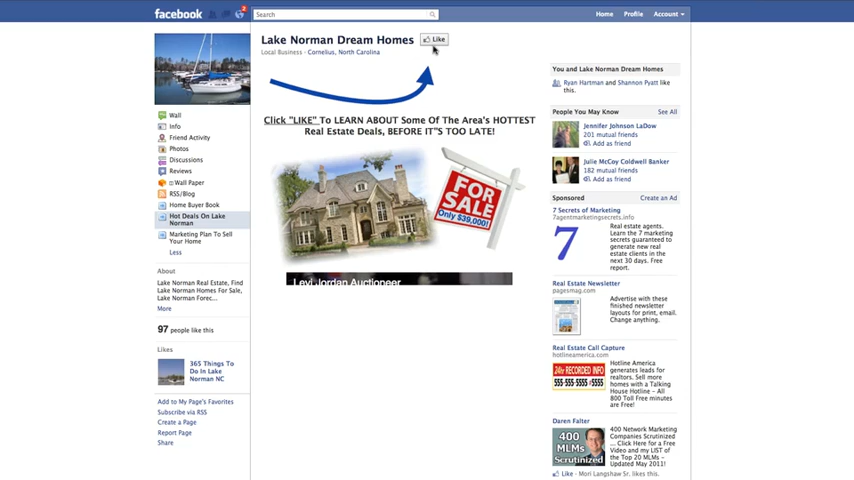 facebook
2
Search
Home
Profile
Account
Lake Norman Dream Homes
Like
Local Business · Cornelius, North Carolina
Click "LIKE" To LEARN ABOUT Some Of The Area's HOTTEST
Real Estate Deals, BEFORE IT"S TOO LATE!
FOR
SALE
Only $39,000!
Levi Jordan Auctioneer
Wall
Info
Friend Activity
Photos
Discussions
Reviews
Wall Paper
RSS/Blog
Home Buyer Book
Hot Deals On Lake
Norman
Marketing Plan To Sell
Your Home
Less
About
Lake Norman Real Estate, Find
Lake Norman Homes For Sale,
Lake Norman Forec...
More
97 people like this
Likes
365 Things To
Do In Lake
Norman NC
Add to My Page's Favorites
Subscribe via RSS
Create a Page
Report Page
Share
You and Lake Norman Dream Homes
Ryan Hartman and Shannon Pyatt like
this.
People You May Know
See All
Jennifer Johnson LaDow
201 mutual friends
Add as friend
Julie McCoy Coldwell Banker
182 mutual friends
Add as friend
Sponsored
Create an Ad
7 Secrets of Marketing
7agentmarketingsecrets.info
7
Real estate agents.
Learn the 7 marketing
secrets guaranteed to
generate new real
estate clients in the
next 30 days. Free
report.
Real Estate Newsletter
pagesmag.com
Advertise with these
finished newsletter
layouts for print, email.
Change anything.
Real Estate Call Capture
hotlineamerica.com
24hr RECORDED INFO
555-555-5555 #5555
Hotline America
generates leads for
realtors. Sell more
homes with a Talking
House Hotline - All
800 Toll Free minutes
are Free!
Daren Falter
400
MLMs
Scrutinized
400 Network Marketing
Companies Scrutinized
... Click Here for a Free
Video and my LIST of
the Top 20 MLMs -
Updated May 2011!
Like · Mori Langshaw Sr. likes this.